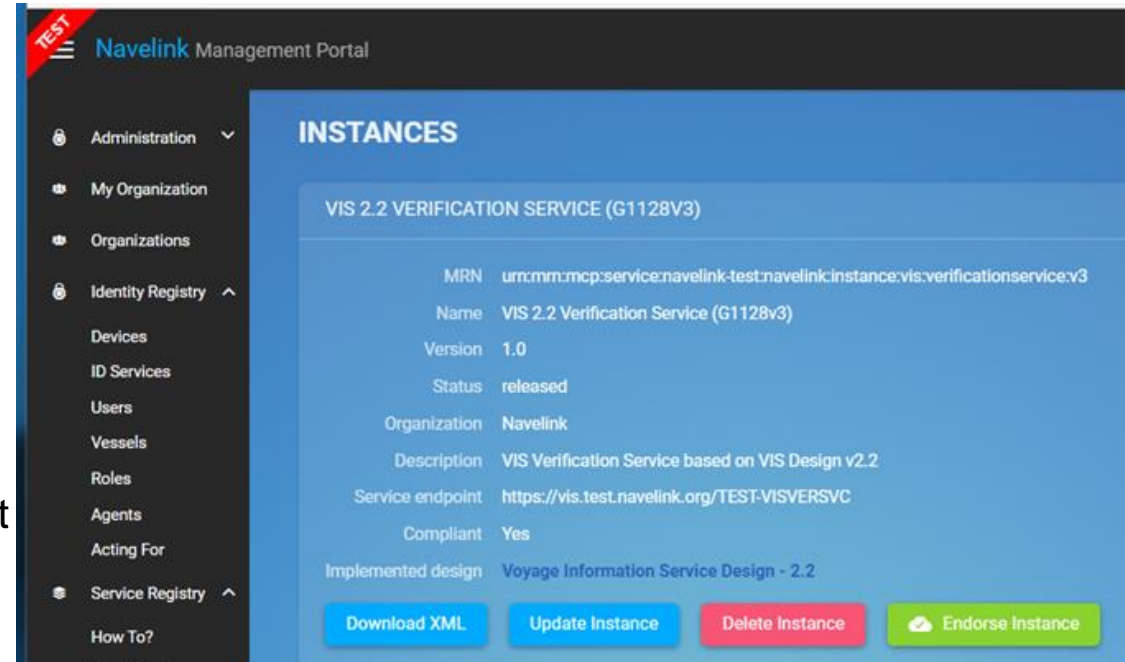 TEST
Navelink Management Portal
Administration
My Organization
Organizations
Identity Registry
Devices
ID Services
Users
Vessels
Roles
Agents
Acting For
Service Registry
How To?
t
INSTANCES
VIS 2.2 VERIFICATION SERVICE (G1128V3)
MRN urn:mrn:mcp:service:navelink-test:navelink:instance:vis:verificationservice:v3
Name VIS 2.2 Verification Service (G1128v3)
Version 1.0
Status released
Organization Navelink
Description VIS Verification Service based on VIS Design v2.2
Service endpoint https://vis.test.navelink.org/TEST-VISVERSVC
Compliant Yes
Implemented design Voyage Information Service Design - 2.2
Download XML Update Instance Delete Instance Endorse Instance